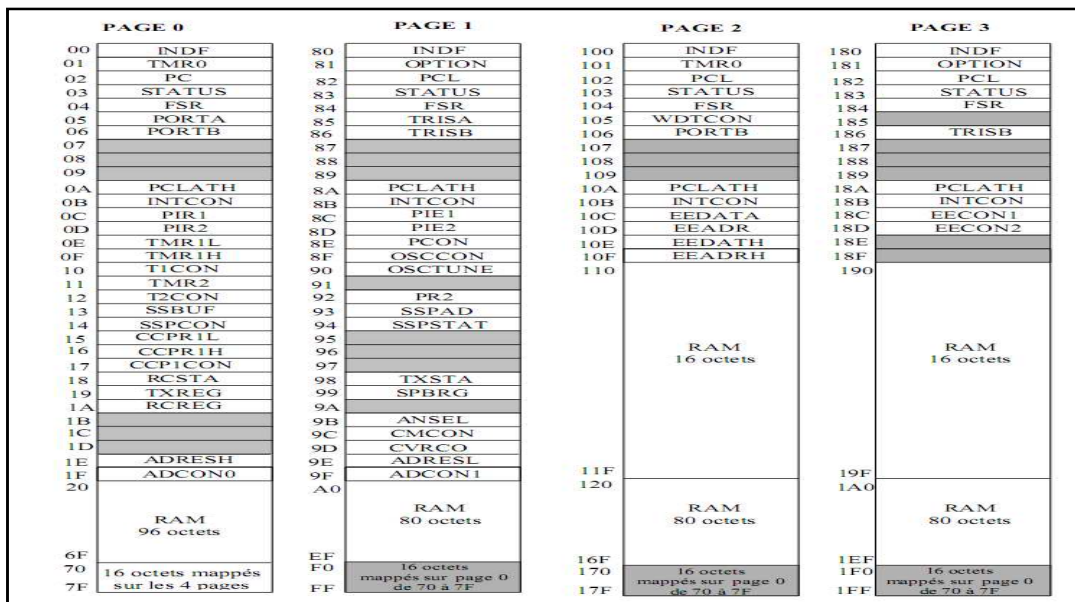 PAGE 0
00 INDF
01 TMR0
02 PC
03 STATUS
04 FSR
05 PORTA
06 PORTB
07
08
09
0A PCLATH
0B INTCON
0C PIR1
0D PIR2
0E TMR1L
0F TMR1H
10 T1CON
11 TMR2
12 T2CON
13 SSBUF
14 SSPCON
15 CCPR1L
16 CCPR1H
17 CCP1CON
18 RCSTA
19 TXREG
1A RCREG
1B
1C
1D
1E ADRESH
1F ADCON0
20
RAM
96 octets
6F
70 16 octets mappés
7F sur les 4 pages
PAGE 1
80 INDF
81 OPTION
82 PCL
83 STATUS
84 FSR
85 TRISA
86 TRISB
87
88
89
8A PCLATH
8B INTCON
8C PIE1
8D PIE2
8E PCON
8F OSCCON
90 OSCTUNE
91
92 PR2
93 SSPAD
94 SSPSTAT
95
96
97
98 TXSTA
99 SPBRG
9A
9B ANSEL
9C CMCON
9D CVRCO
9E ADRESL
9F ADCON1
A0
RAM
80 octets
EF
F0 16 octets
mappés sur page 0
FF de 70 à 7F
PAGE 2
100 INDF
101 TMR0
102 PCL
103 STATUS
104 FSR
105 WDTCON
106 PORTB
107
108
109
10A PCLATH
10B INTCON
10C EEDATA
10D EEADR
10E EEDATH
10F EEADRH
110
RAM
16 octets
11F
120
RAM
80 octets
16F
170 16 octets
mappés sur page 0
17F de 70 à 7F
PAGE 3
180 INDF
181 OPTION
182 PCL
183 STATUS
184 FSR
185
186 TRISB
187
188
189
18A PCLATH
18B INTCON
18C EECON1
18D EECON2
18E
18F
190
RAM
16 octets
19F
1A0
RAM
80 octets
1EF
1F0 16 octets
mappés sur page 0
1FF de 70 à 7F